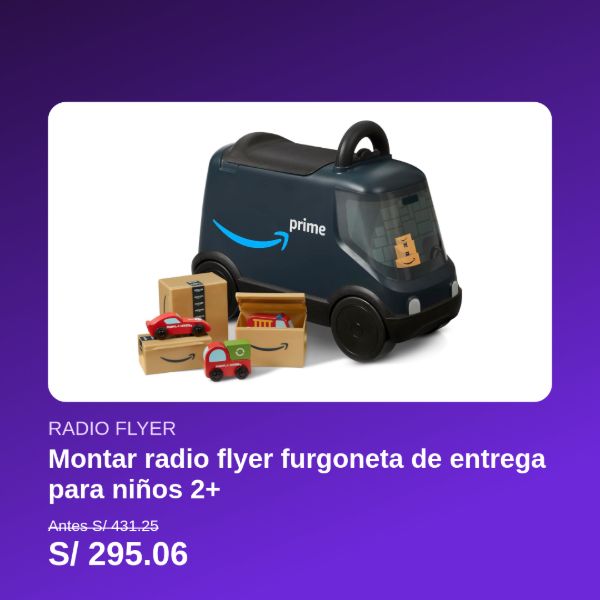 prime
RADIO FLYER
Montar radio flyer furgoneta de entrega
para niños 2+
Antes S/ 431.25
S/ 295.06